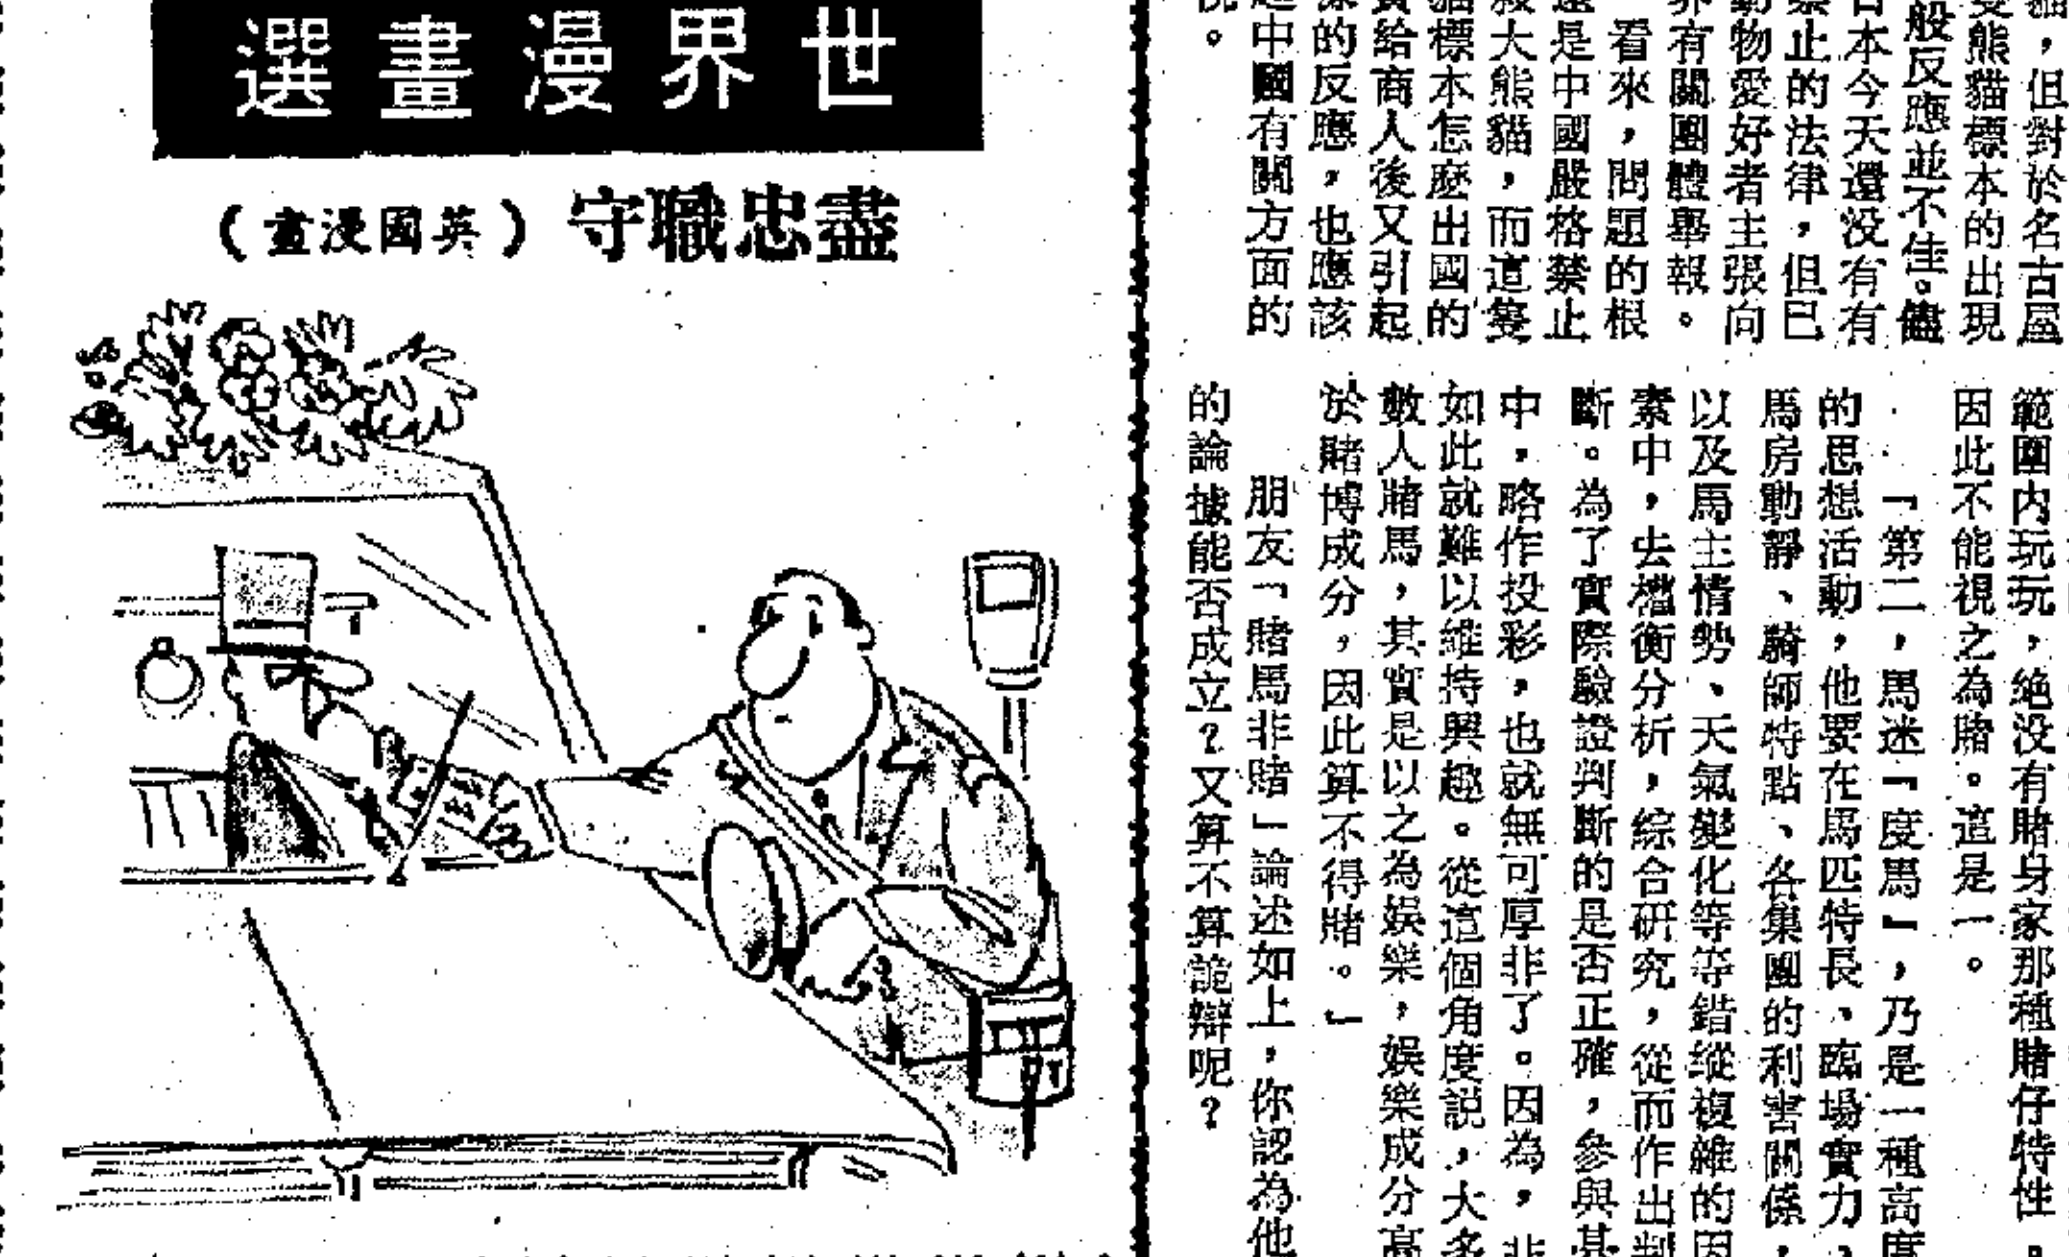 貓，但對於名古屋
熊貓標本的出現
般反應並不佳。儘
日本今天還没有有
禁止的法律，但已
動物愛好者主張向
界有關團體舉報。
看來，問題的根
還是中國嚴格禁止
殺大熊貓，而這隻
貓標本怎麽出國的
賣給商人後又引起
樣的反應，也應該
起中國有關方面的
視。
範圍内玩玩，絶没有賭身家那種賭仔特性。
因此不能視之為賭。這是一。
「第二，馬迷『度馬』，乃是一種高度
的思想活動，他要在馬匹特長、臨場實力、
馬房動靜、騎師特點、各集團的利害關係，
以及馬主情勢、天氣變化等等錯縱複雜的因
素中，去權衡分析，綜合研究，從而作出判
斷。為了實際驗證判斷的是否正確，參與其
中，略作投彩，也就無可厚非了。因為，非
如此就難以維持興趣。從這個角度説，大多
數人賭馬，其實是以之為娱樂，娱樂成分高
於賭博成分，因此算不得賭。」
朋友「賭馬非賭」論述如上，你認為他
的論據能否成立？又算不算詭辯呢？
世界漫畫選
盡忠職守（英國漫畫）